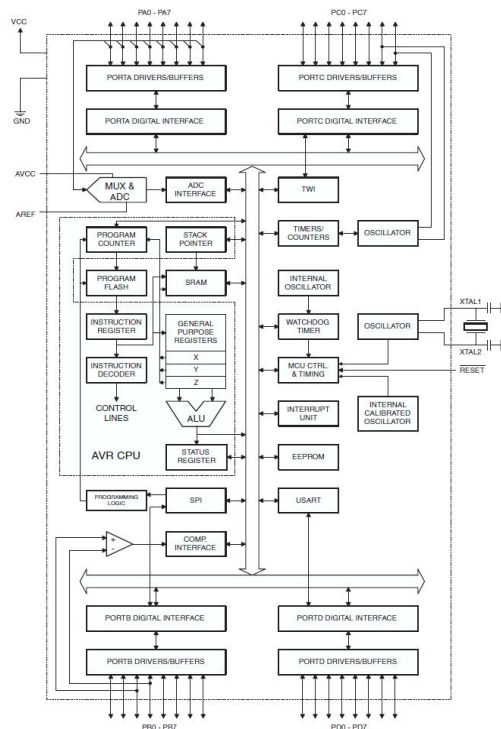 PA0 - PA7
PC0 - PC7
VCC
PORTA DRIVERS/BUFFERS
PORTC DRIVERS/BUFFERS
GND
PORTA DIGITAL INTERFACE
PORTC DIGITAL INTERFACE
AVCC
MUX &
ADC
ADC
INTERFACE
TWI
AREF
PROGRAM
COUNTER
STACK
POINTER
TIMERS/
COUNTERS
OSCILLATOR
PROGRAM
FLASH
SRAM
INTERNAL
OSCILLATOR
XTAL1
INSTRUCTION
REGISTER
GENERAL
PURPOSE
REGISTERS
WATCHDOG
TIMER
OSCILLATOR
XTAL2
X
INSTRUCTION
DECODER
Y
MCU CTRL.
& TIMING
RESET
Z
CONTROL
LINES
ALU
INTERRUPT
UNIT
INTERNAL
CALIBRATED
OSCILLATOR
AVR CPU
STATUS
REGISTER
EEPROM
PROGRAMMING
LOGIC
SPI
USART
+
-
COMP.
INTERFACE
PORTB DIGITAL INTERFACE
PORTD DIGITAL INTERFACE
PORTB DRIVERS/BUFFERS
PORTD DRIVERS/BUFFERS
PB0 - PB7
PD0 - PD7